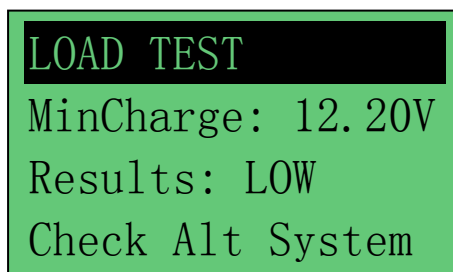 LOAD TEST
MinCharge: 12.20V
Results: LOW
Check Alt System